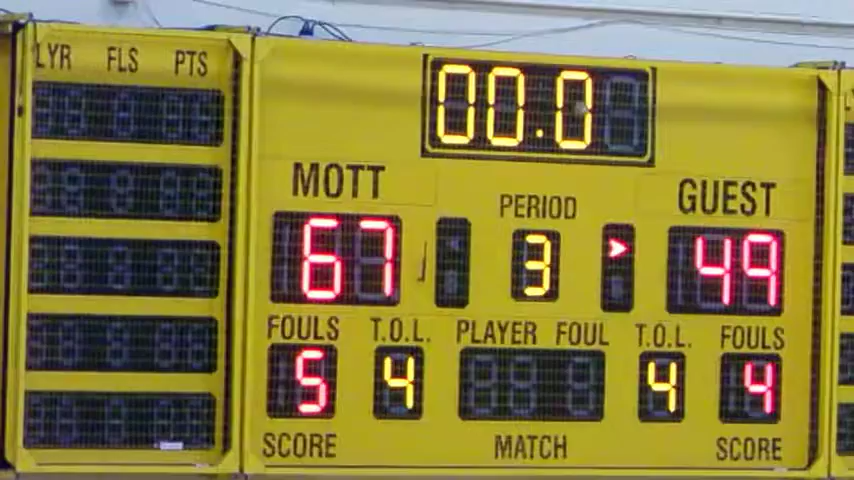 LYR FLS PTS
00.0
MOTT PERIOD GUEST
67 3 > 49
FOULS T.O.L. PLAYER FOUL T.O.L. FOULS
5 4 4 4
SCORE MATCH SCORE